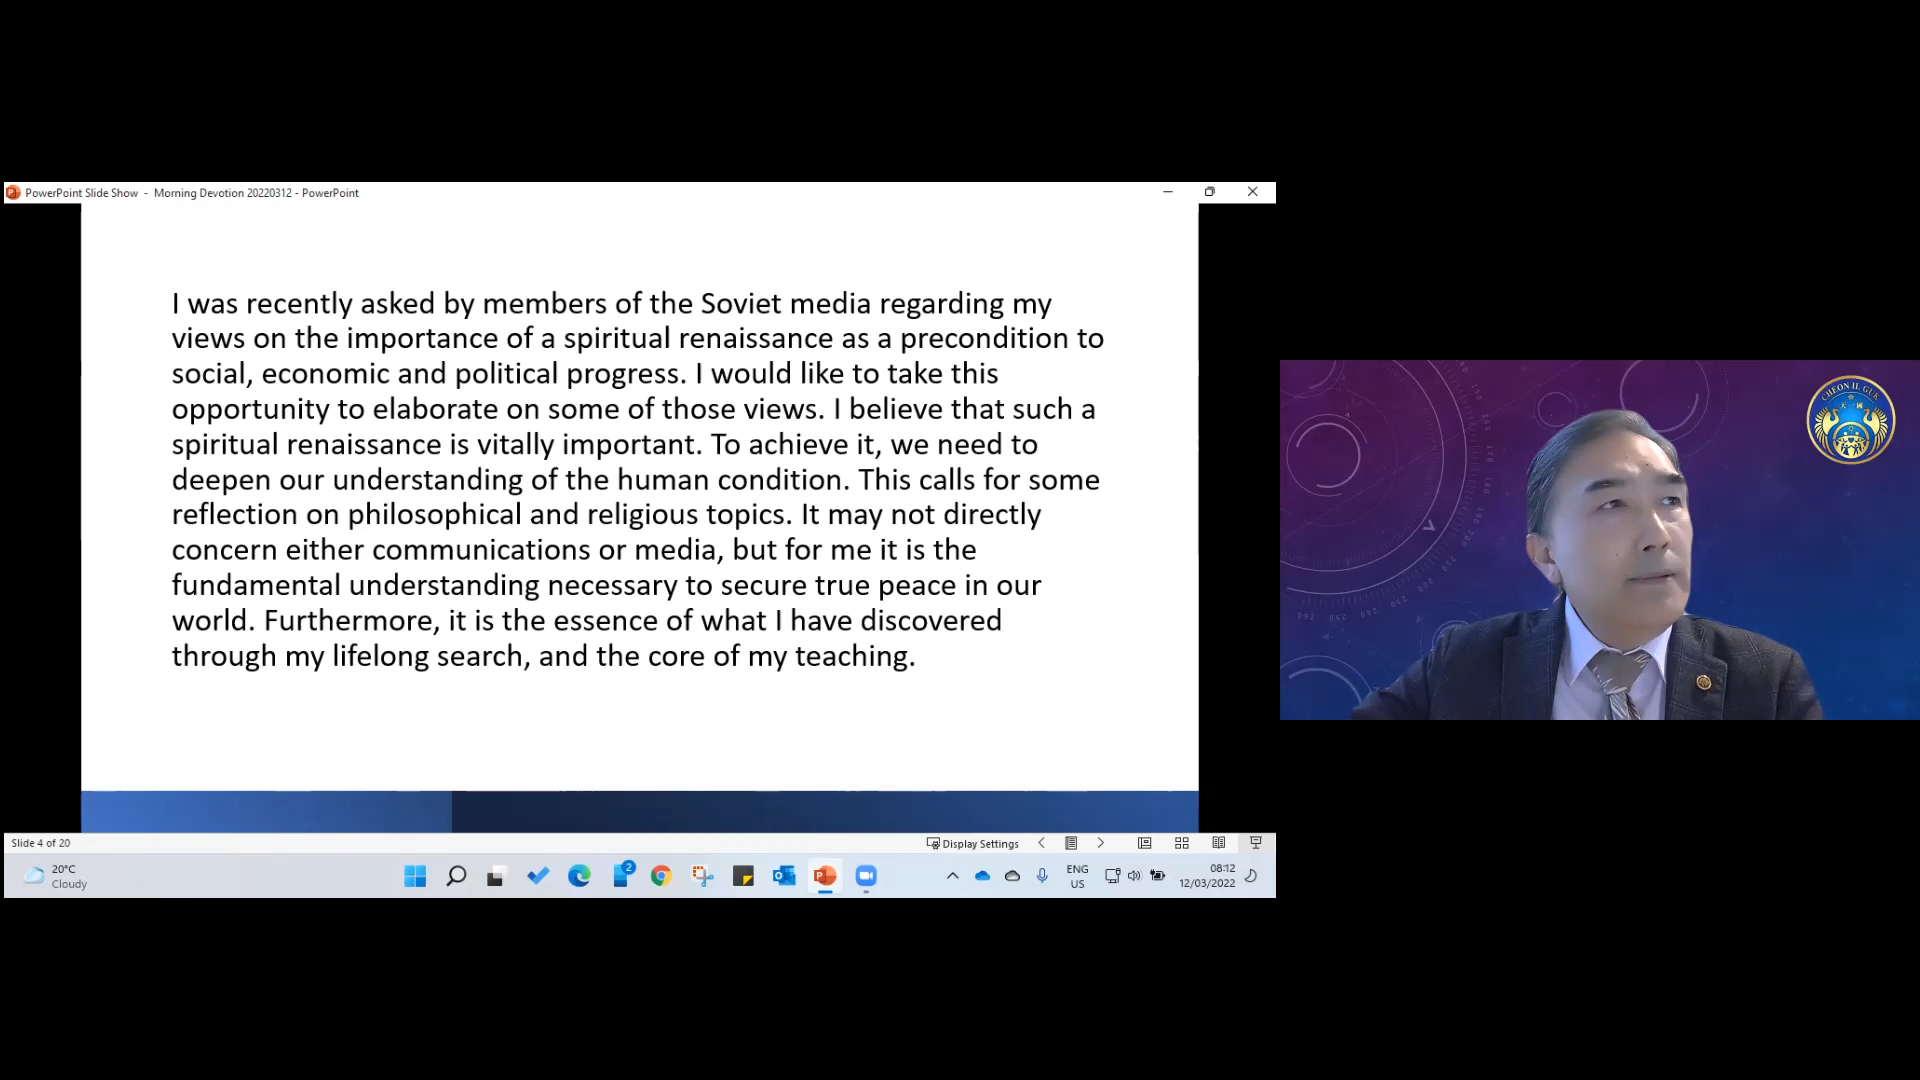 PowerPoint Slide Show - Morning Devotion 20220312 - PowerPoint
I was recently asked by members of the Soviet media regarding my
views on the importance of a spiritual renaissance as a precondition to
social, economic and political progress. I would like to take this
opportunity to elaborate on some of those views. I believe that such a
spiritual renaissance is vitally important. To achieve it, we need to
deepen our understanding of the human condition. This calls for some
reflection on philosophical and religious topics. It may not directly
concern either communications or media, but for me it is the
fundamental understanding necessary to secure true peace in our
world. Furthermore, it is the essence of what I have discovered
through my lifelong search, and the core of my teaching.
CHEON IL GUK
天一國
Slide 4 of 20
Display Settings
20°C
Cloudy
2
ENG
US
08:12
12/03/2022